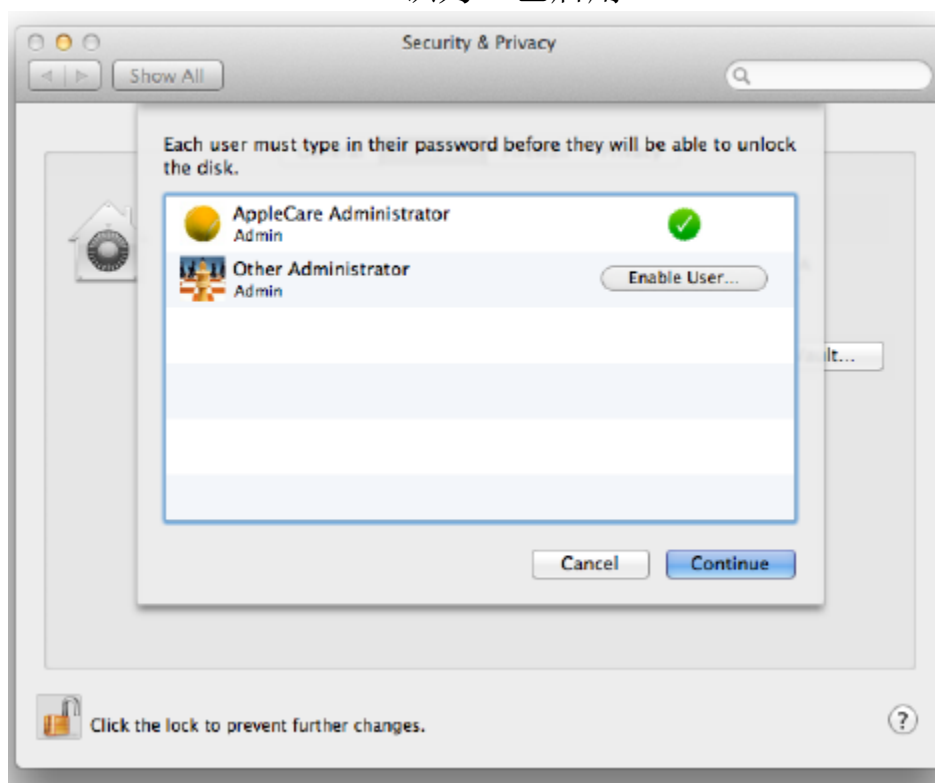 Security & Privacy
Show All
Each user must type in their password before they will be able to unlock
the disk.
AppleCare Administrator
Admin
Other Administrator
Admin
Enable User...
Cancel
Continue
Click the lock to prevent further changes.
?